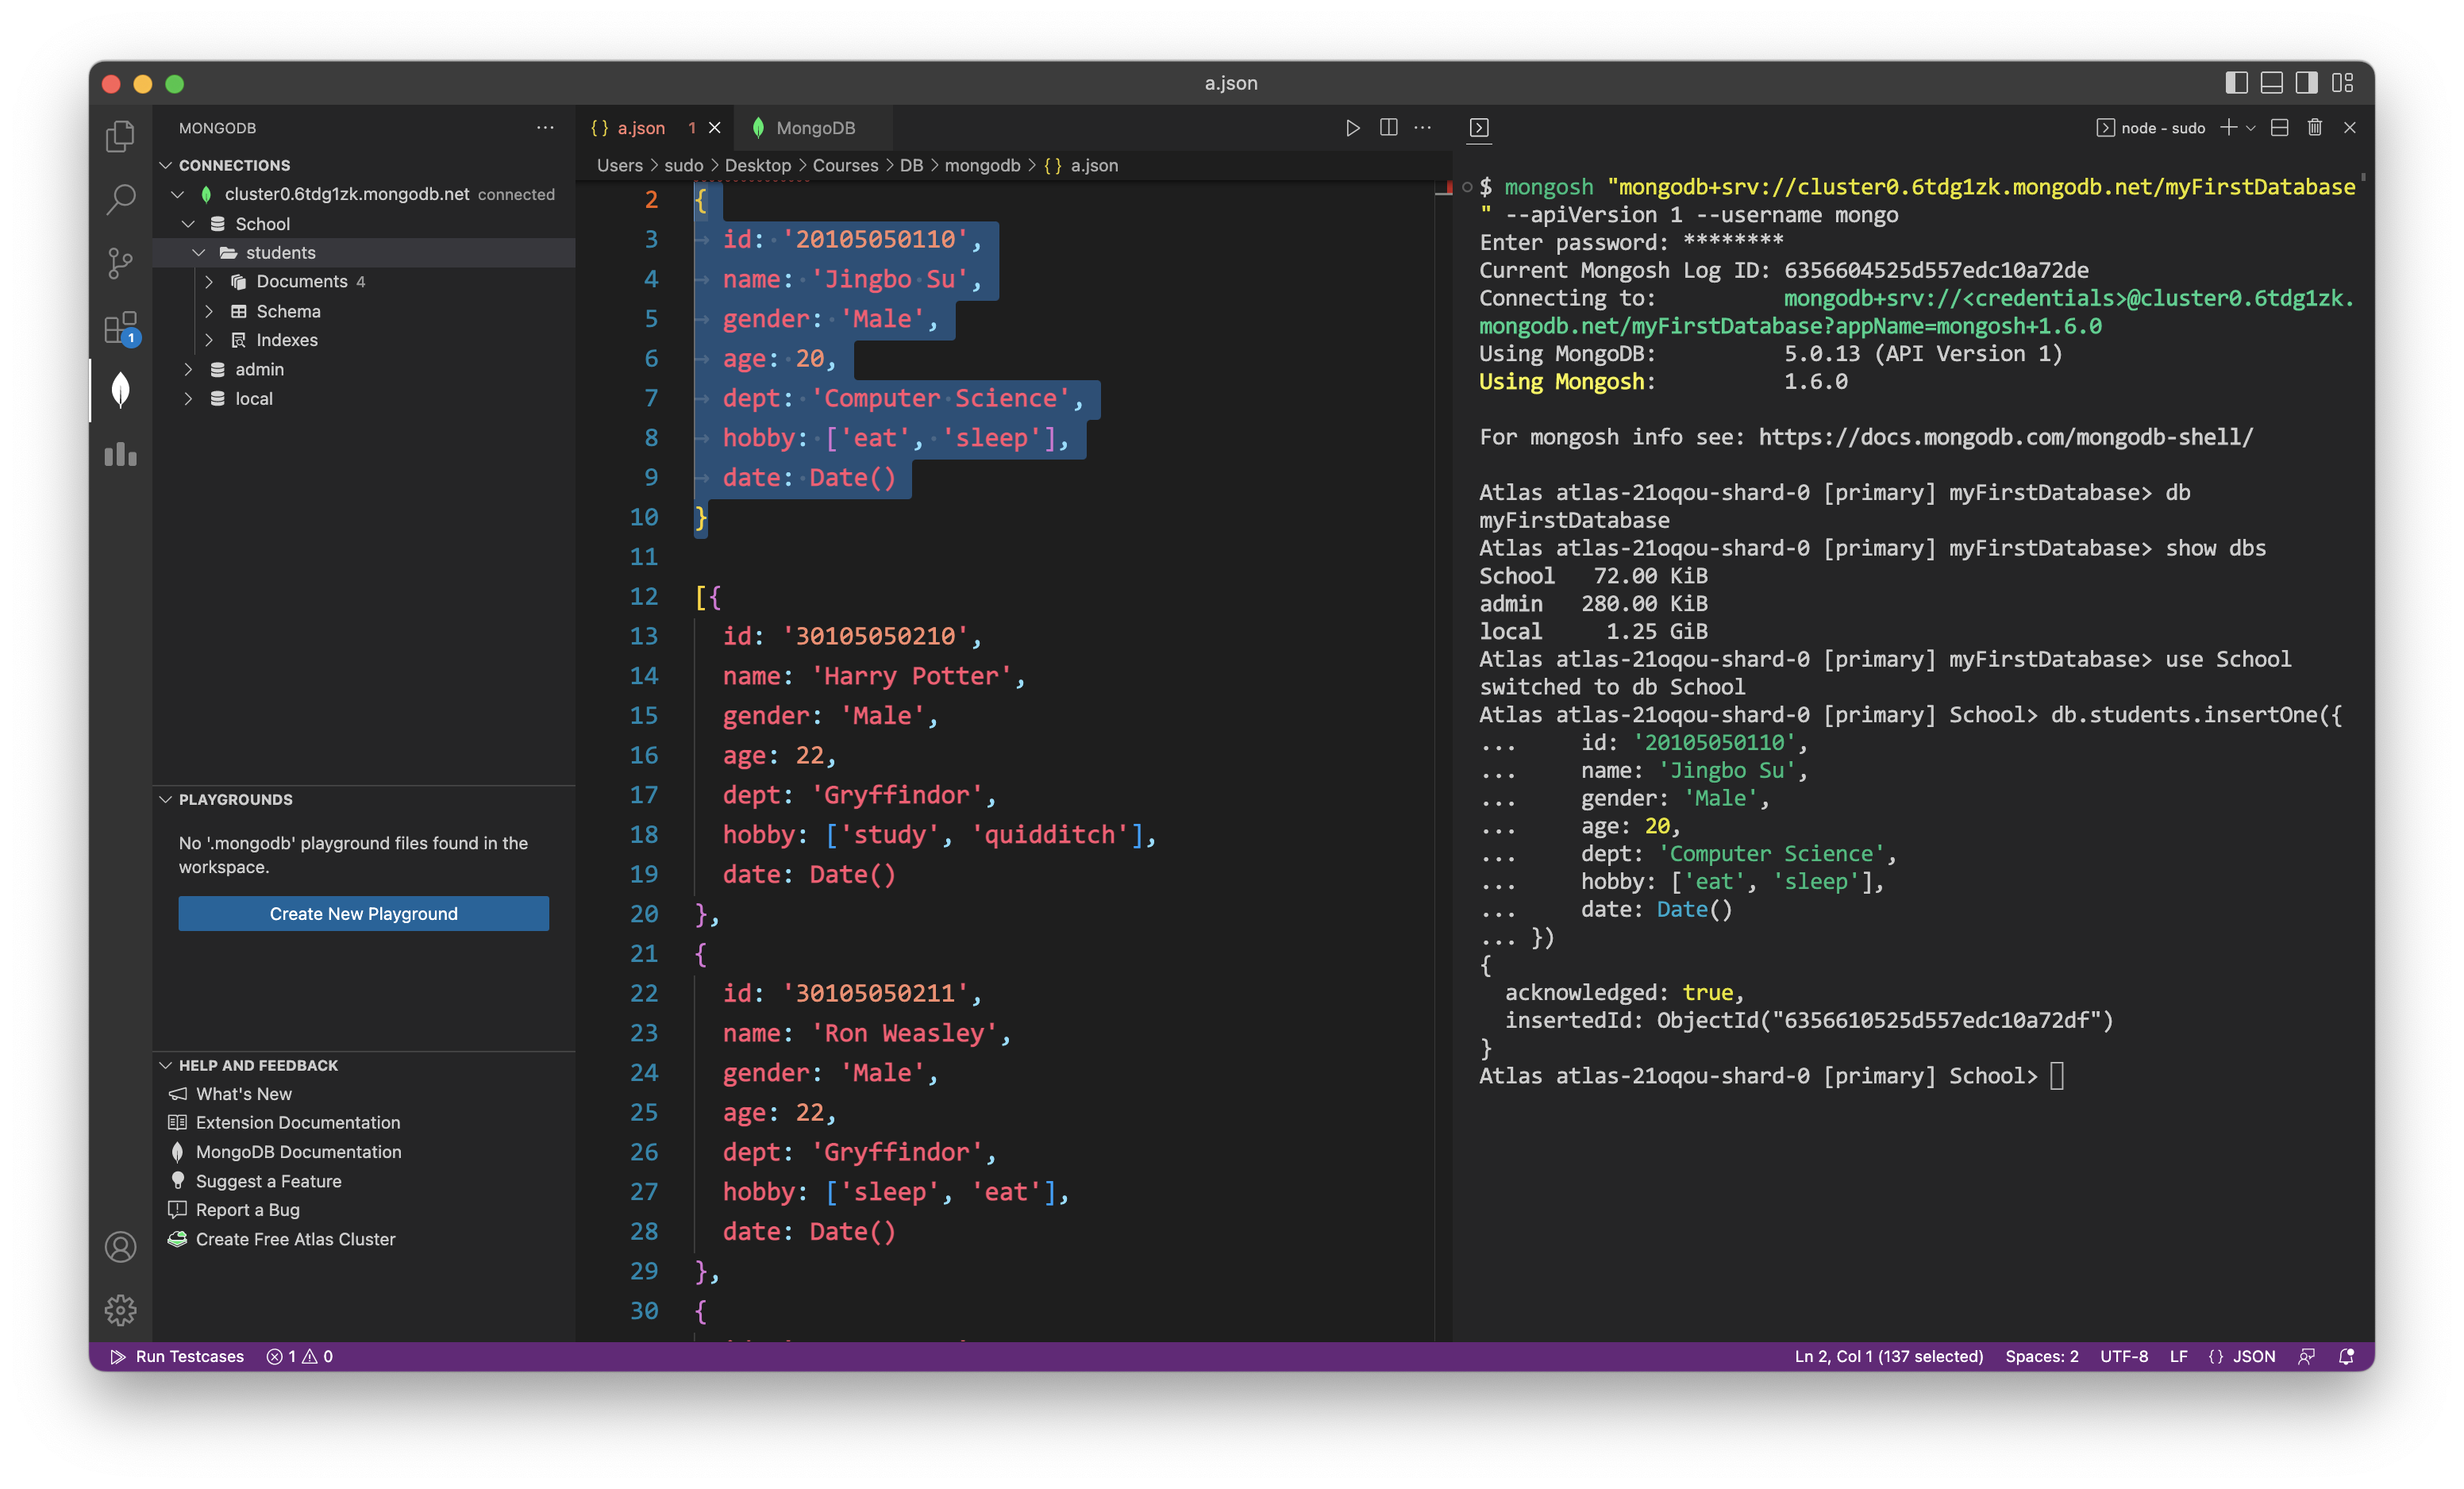 a.json
MONGODB
CONNECTIONS
cluster0.6tdg1zk.mongodb.net connected
School
students
Documents 4
Schema
Indexes
admin
local
1
PLAYGROUNDS
No '.mongodb' playground files found in the
workspace.
Create New Playground
HELP AND FEEDBACK
What's New
Extension Documentation
MongoDB Documentation
Suggest a Feature
Report a Bug
Create Free Atlas Cluster
{ } a.json 1 MongoDB
Users > sudo > Desktop > Courses > DB > mongodb > { } a.json
2 {
3 id: '20105050110',
4 name: 'Jingbo Su',
5 gender: 'Male',
6 age: 20,
7 dept: 'Computer Science',
8 hobby: ['eat', 'sleep'],
9 date: Date()
10 }
11
12 [{
13 id: '30105050210',
14 name: 'Harry Potter',
15 gender: 'Male',
16 age: 22,
17 dept: 'Gryffindor',
18 hobby: ['study', 'quidditch'],
19 date: Date()
20 },
21 {
22 id: '30105050211',
23 name: 'Ron Weasley',
24 gender: 'Male',
25 age: 22,
26 dept: 'Gryffindor',
27 hobby: ['sleep', 'eat'],
28 date: Date()
29 },
30 {
node - sudo
$ mongosh "mongodb+srv://cluster0.6tdg1zk.mongodb.net/myFirstDatabase
" --apiVersion 1 --username mongo
Enter password: ********
Current Mongosh Log ID: 6356604525d557edc10a72de
Connecting to: mongodb+srv://<credentials>@cluster0.6tdg1zk.
mongodb.net/myFirstDatabase?appName=mongosh+1.6.0
Using MongoDB: 5.0.13 (API Version 1)
Using Mongosh: 1.6.0
For mongosh info see: https://docs.mongodb.com/mongodb-shell/
Atlas atlas-21oqou-shard-0 [primary] myFirstDatabase> db
myFirstDatabase
Atlas atlas-21oqou-shard-0 [primary] myFirstDatabase> show dbs
School 72.00 KiB
admin 280.00 KiB
local 1.25 GiB
Atlas atlas-21oqou-shard-0 [primary] myFirstDatabase> use School
switched to db School
Atlas atlas-21oqou-shard-0 [primary] School> db.students.insertOne({
... id: '20105050110',
... name: 'Jingbo Su',
... gender: 'Male',
... age: 20,
... dept: 'Computer Science',
... hobby: ['eat', 'sleep'],
... date: Date()
... })
{
acknowledged: true,
insertedId: ObjectId("6356610525d557edc10a72df")
}
Atlas atlas-21oqou-shard-0 [primary] School>
Run Testcases 1 0
Ln 2, Col 1 (137 selected) Spaces: 2 UTF-8 LF { } JSON